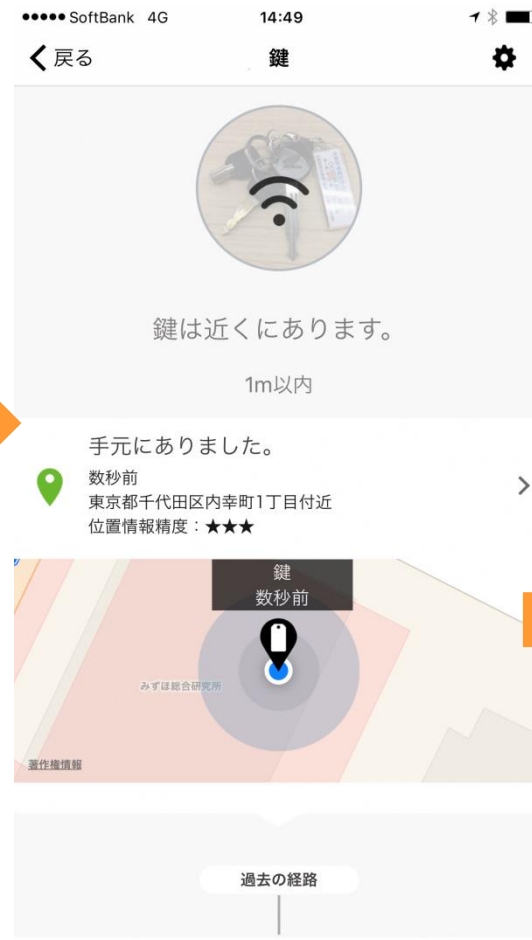 SoftBank 4G 14:49
戻る 鍵
鍵は近くにあります。
1m以内
手元にありました。
数秒前
東京都千代田区内幸町1丁目付近
位置情報精度：★★★
鍵
数秒前
みずほ総合研究所
著作権情報
過去の経路